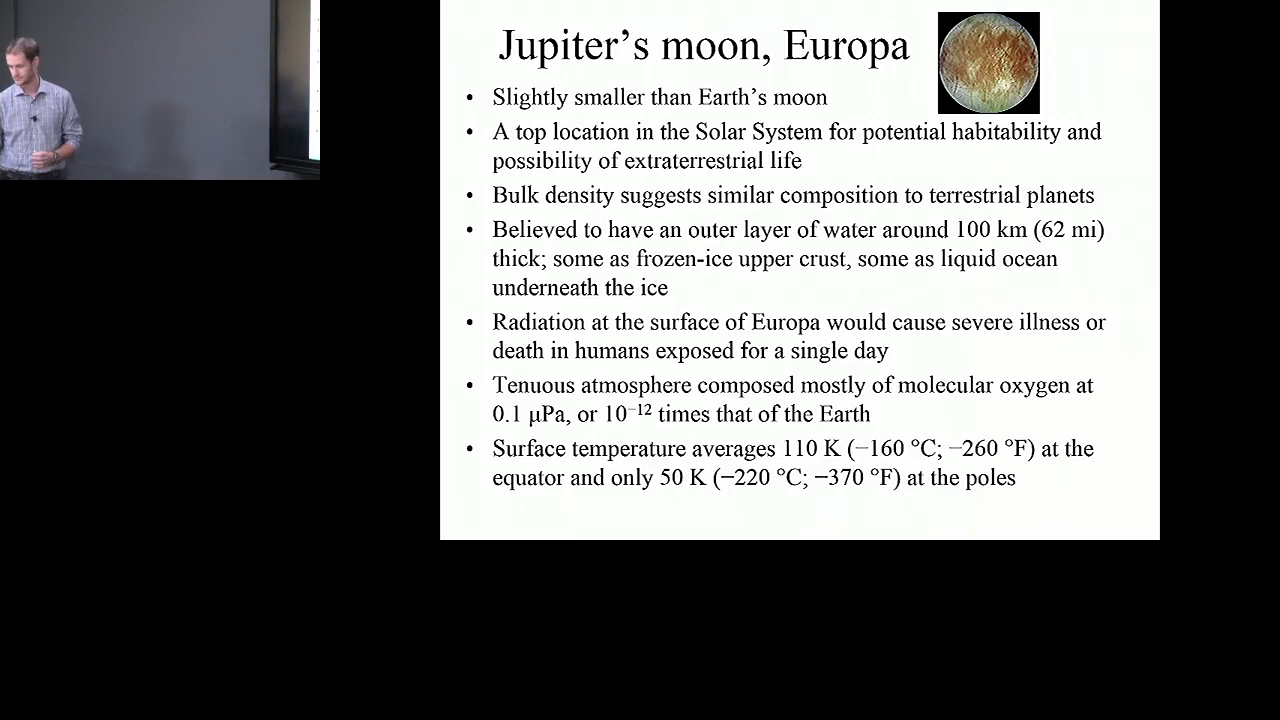 Jupiter’s moon, Europa
• Slightly smaller than Earth’s moon
• A top location in the Solar System for potential habitability and
possibility of extraterrestrial life
• Bulk density suggests similar composition to terrestrial planets
• Believed to have an outer layer of water around 100 km (62 mi)
thick; some as frozen-ice upper crust, some as liquid ocean
underneath the ice
• Radiation at the surface of Europa would cause severe illness or
death in humans exposed for a single day
• Tenuous atmosphere composed mostly of molecular oxygen at
0.1 μPa, or 10⁻¹² times that of the Earth
• Surface temperature averages 110 K (−160 °C; −260 °F) at the
equator and only 50 K (−220 °C; −370 °F) at the poles